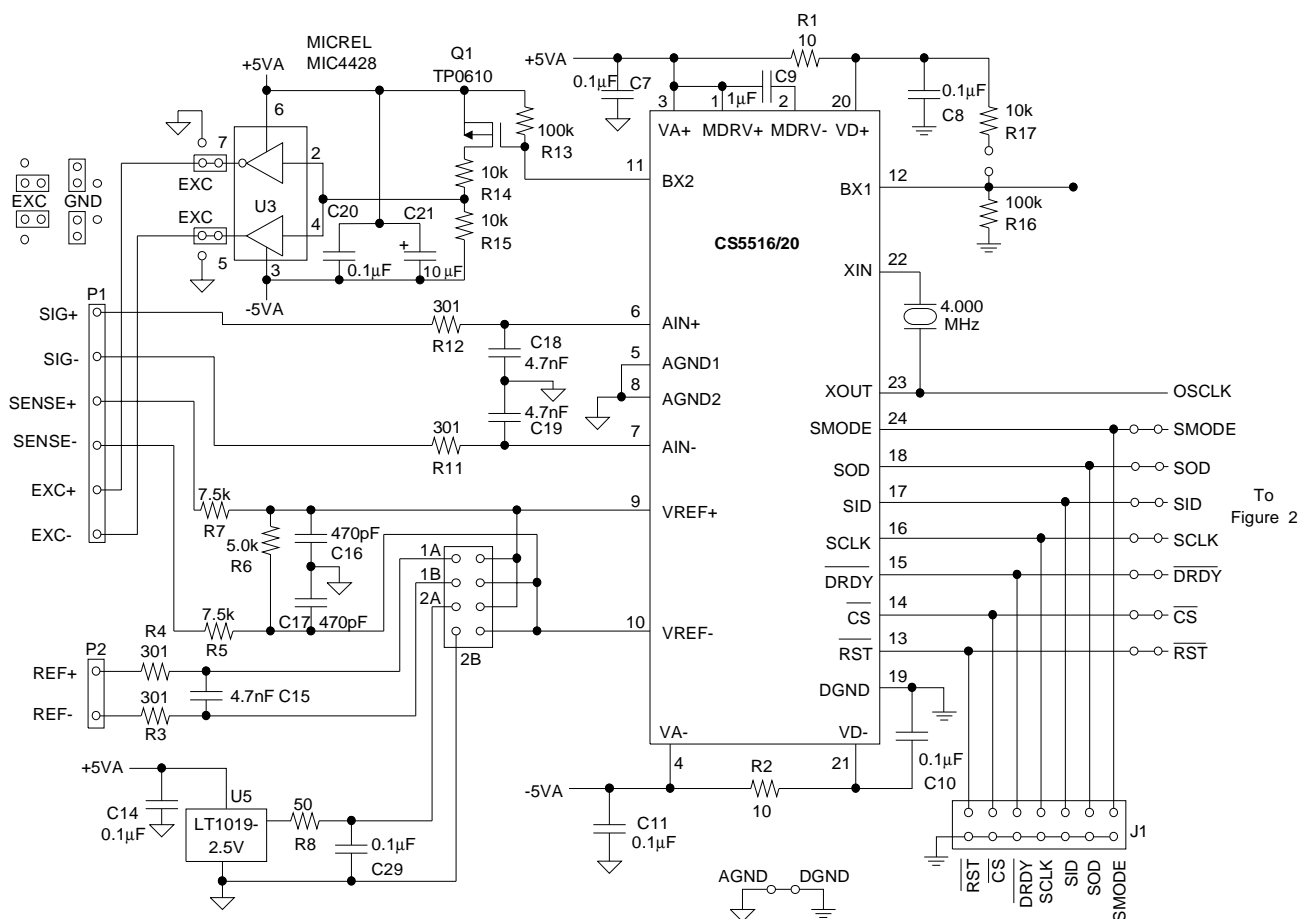 R1
10
MICREL
MIC4428
Q1
TP0610
+5VA
+5VA
0.1µF
C7
C9
1µF
3
1
2
20
0.1µF
C8
10k
R17
6
VA+
MDRV+
MDRV-
VD+
100k
R13
7
2
11
BX2
BX1
12
EXC
10k
R14
EXC
GND
U3
EXC
4
C20
C21
10k
R15
100k
R16
CS5516/20
+
5
3
0.1µF
10 µF
-5VA
XIN
22
4.000
MHz
P1
SIG+
301
R12
6
AIN+
C18
4.7nF
SIG-
5
AGND1
8
AGND2
XOUT
23
OSCLK
SENSE+
4.7nF
C19
SMODE
24
SMODE
SENSE-
301
R11
7
AIN-
SOD
18
SOD
EXC+
7.5k
R7
9
VREF+
SID
17
SID
To
Figure 2
EXC-
5.0k
R6
470pF
C16
SCLK
16
SCLK
1A
1B
2A
2B
DRDY
15
DRDY
7.5k
R5
C17
470pF
10
VREF-
CS
14
CS
P2
R4
301
RST
13
RST
REF+
4.7nF C15
DGND
19
REF-
301
R3
VA-
VD-
4
21
0.1µF
C10
+5VA
-5VA
R2
10
C14
0.1µF
U5
LT1019-
2.5V
50
R8
0.1µF
C29
C11
0.1µF
J1
AGND
DGND
RST
CS
DRDY
SCLK
SID
SOD
SMODE